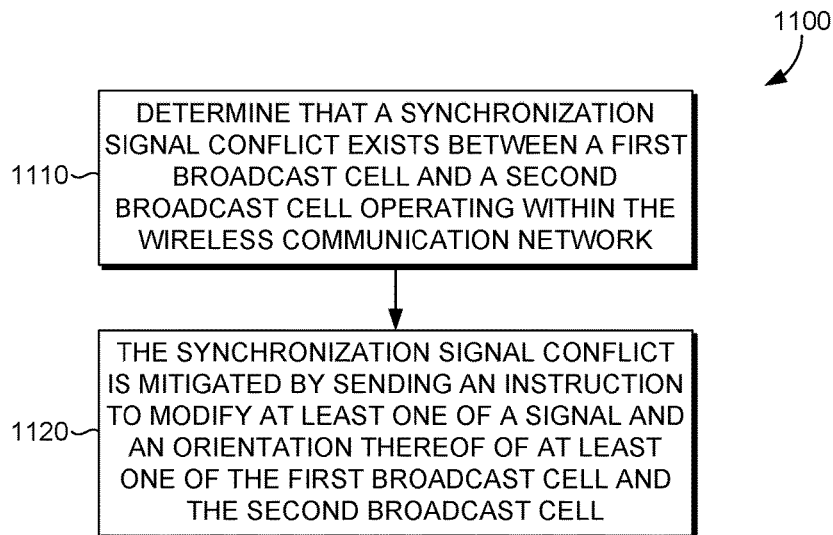 1100
DETERMINE THAT A SYNCHRONIZATION
SIGNAL CONFLICT EXISTS BETWEEN A FIRST
BROADCAST CELL AND A SECOND
BROADCAST CELL OPERATING WITHIN THE
WIRELESS COMMUNICATION NETWORK
1110
THE SYNCHRONIZATION SIGNAL CONFLICT
IS MITIGATED BY SENDING AN INSTRUCTION
TO MODIFY AT LEAST ONE OF A SIGNAL AND
AN ORIENTATION THEREOF OF AT LEAST
ONE OF THE FIRST BROADCAST CELL AND
THE SECOND BROADCAST CELL
1120